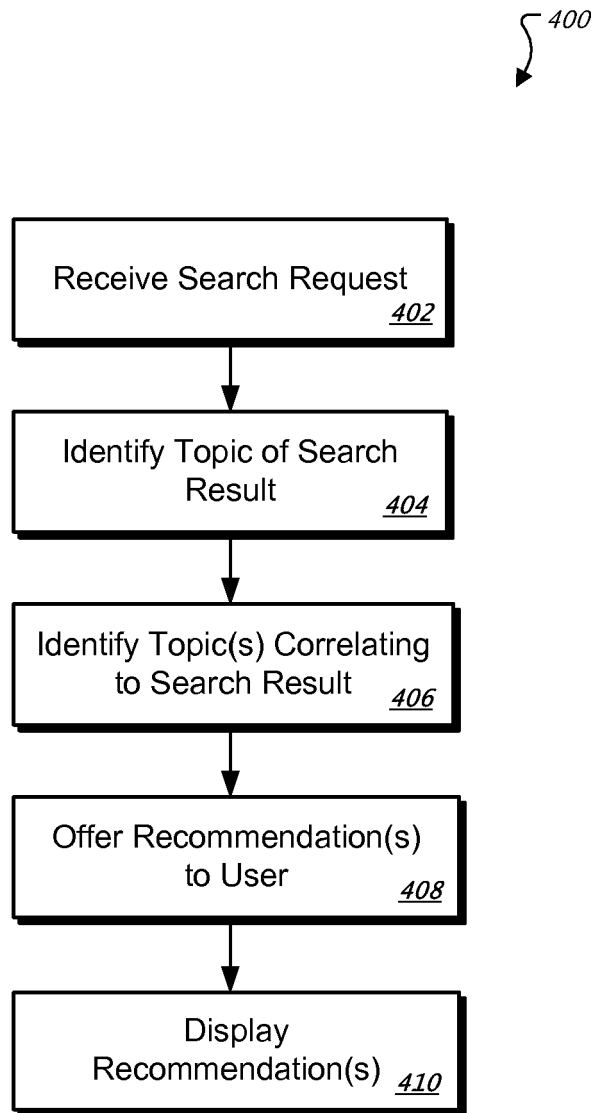 400
Receive Search Request
402
Identify Topic of Search
Result
404
Identify Topic(s) Correlating
to Search Result
406
Offer Recommendation(s)
to User
408
Display
Recommendation(s)
410